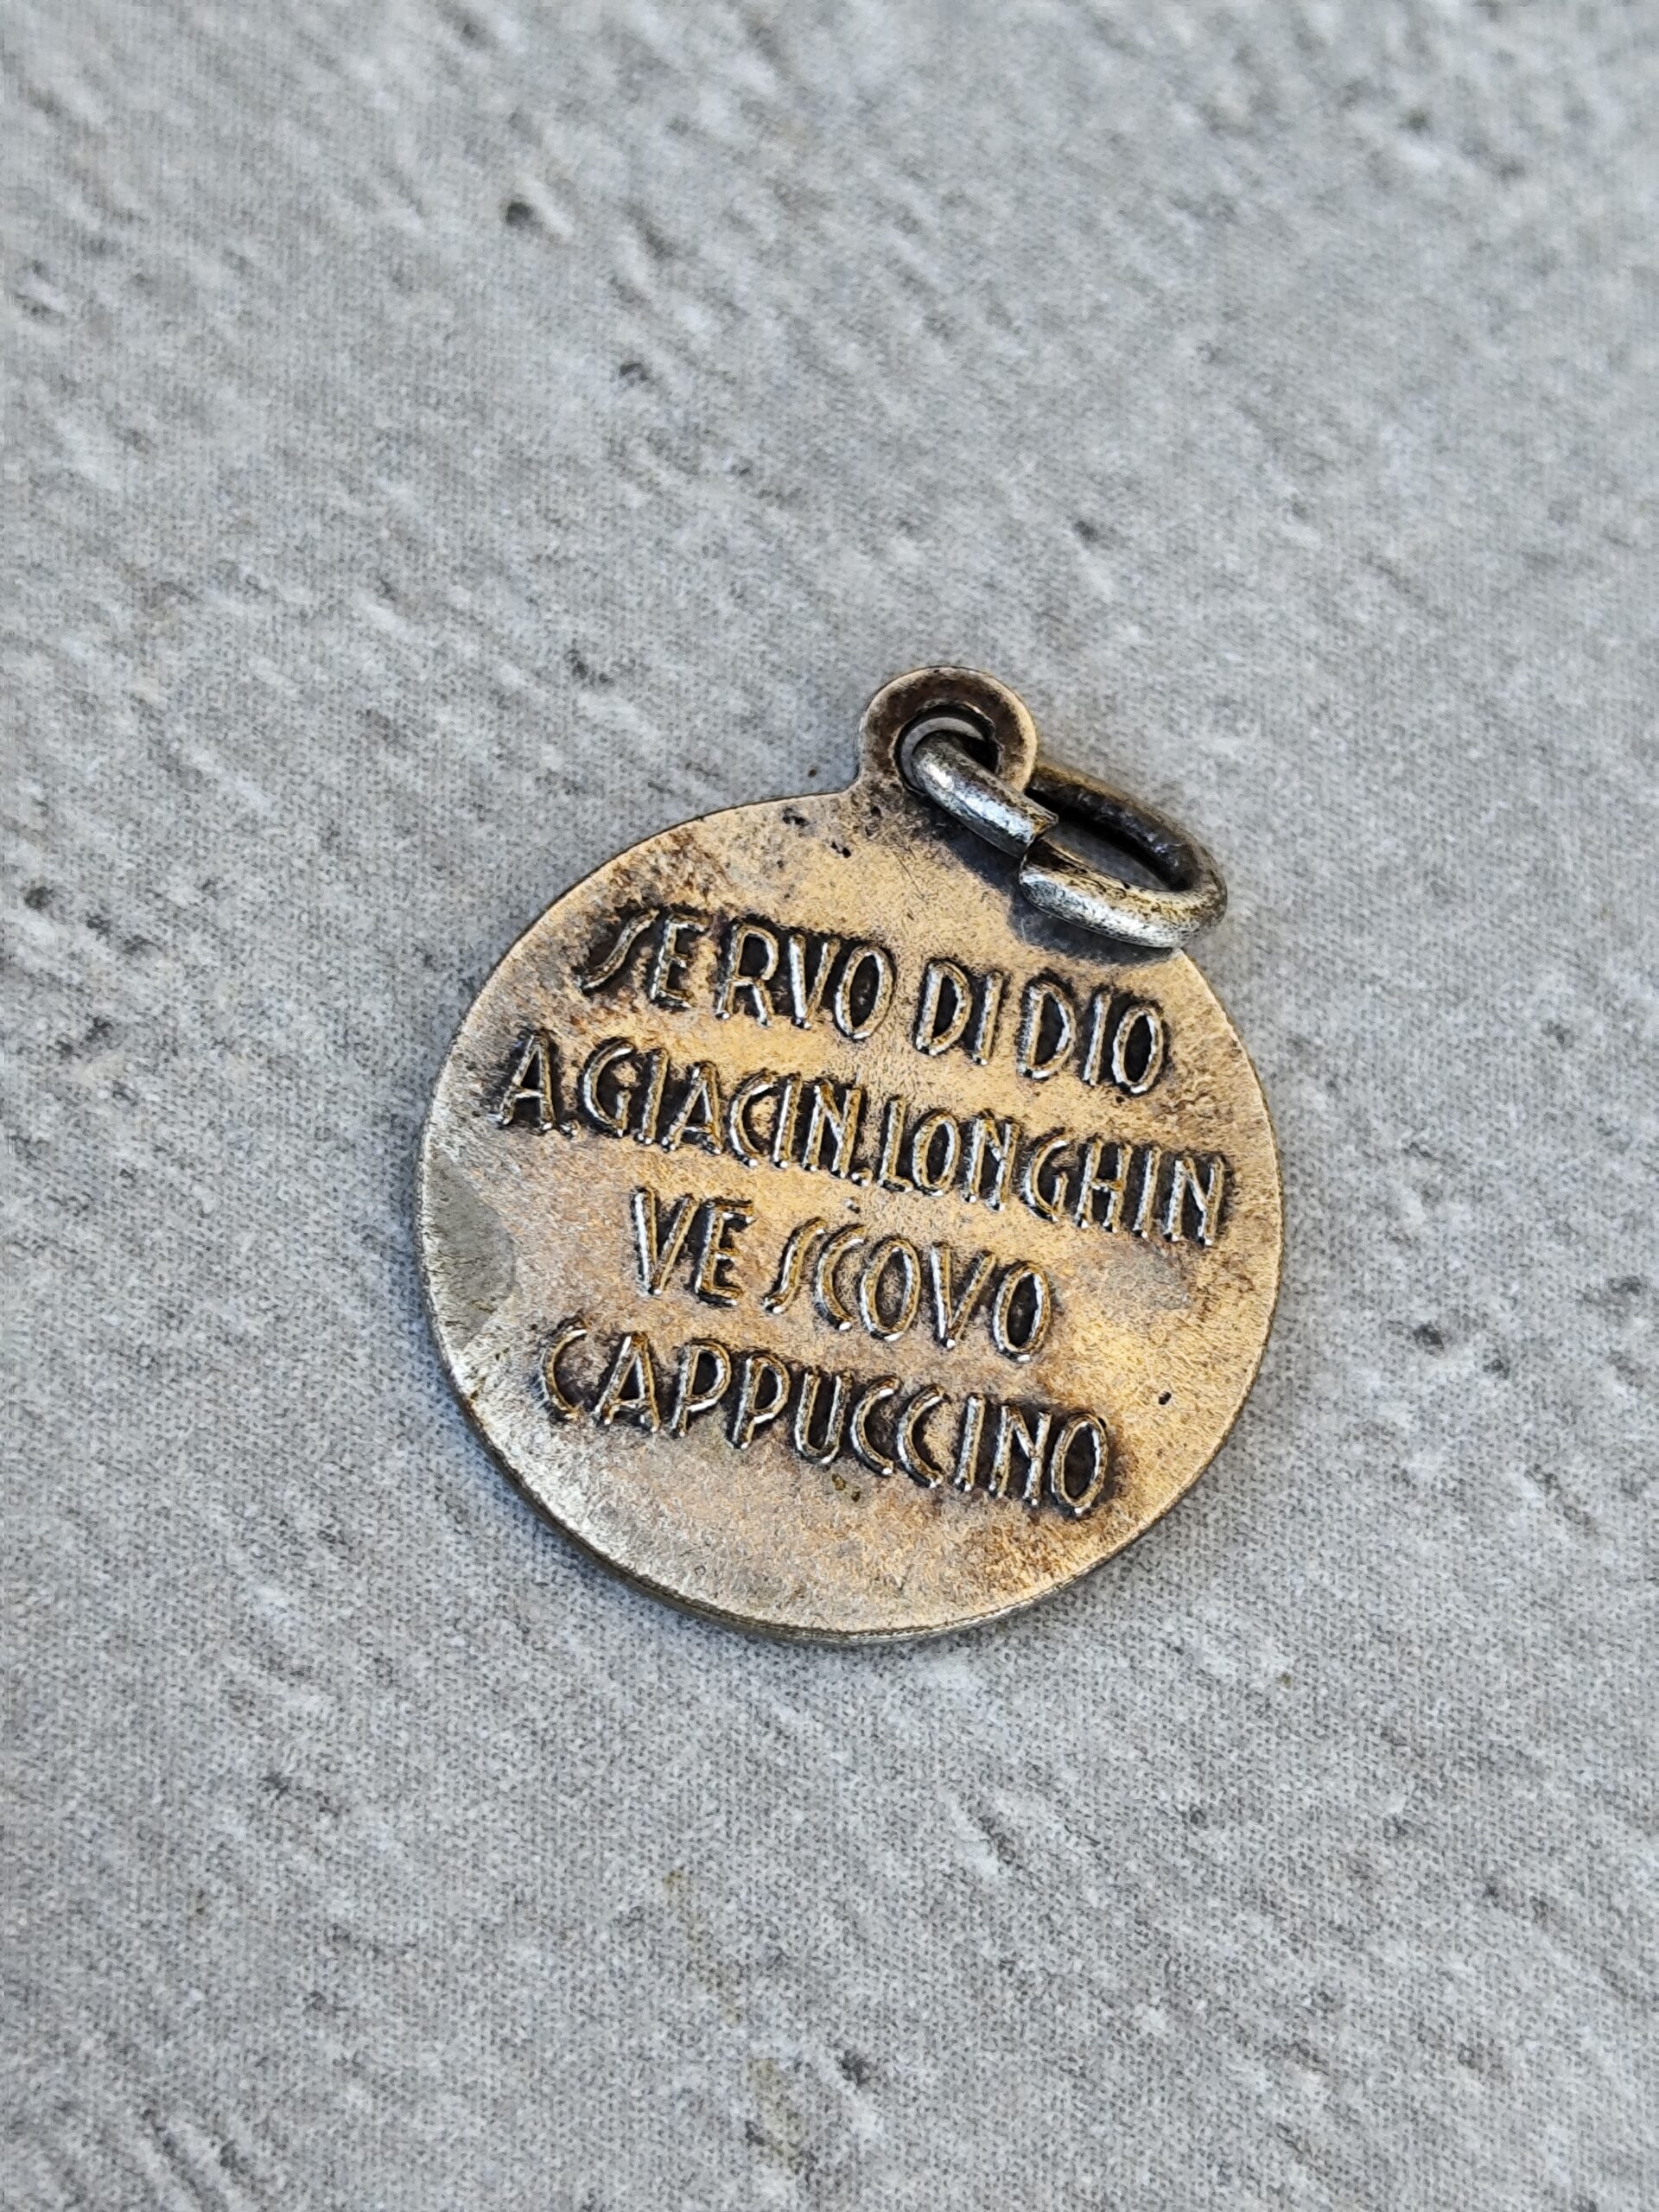 SERVO DI DIO
A.GIACIN.LONGHIN
VESCOVO
CAPPUCCINO